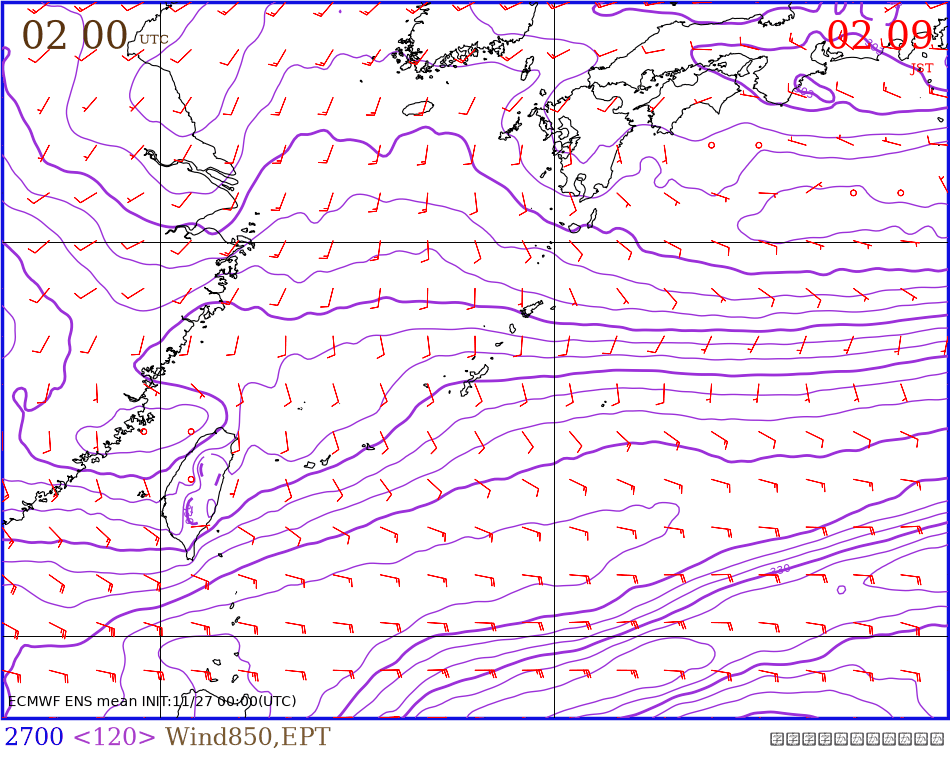 02 00 UTC
02 09 JST
330
ECMWF ENS mean INIT:11/27 00:00(UTC)
2700 <120> Wind850,EPT